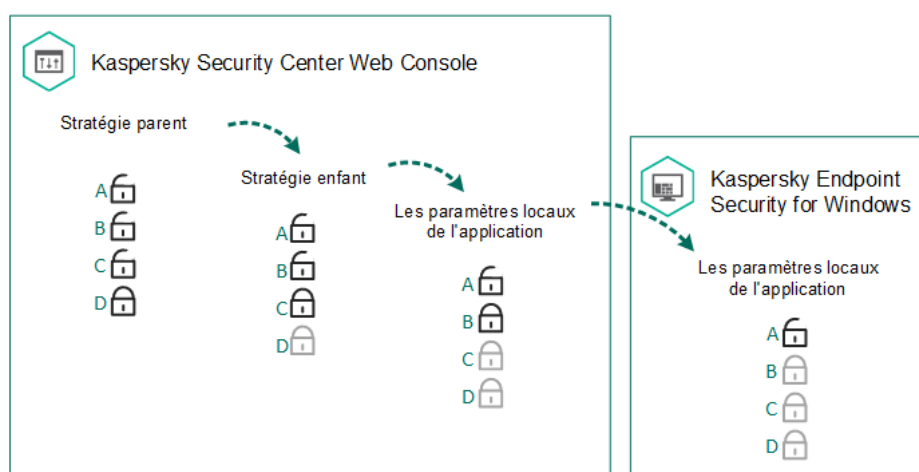 Kaspersky Security Center Web Console
Stratégie parent
A
B
C
D
Stratégie enfant
A
B
C
D
Les paramètres locaux
de l'application
A
B
C
D
Kaspersky Endpoint
Security for Windows
Les paramètres locaux
de l'application
A
B
C
D